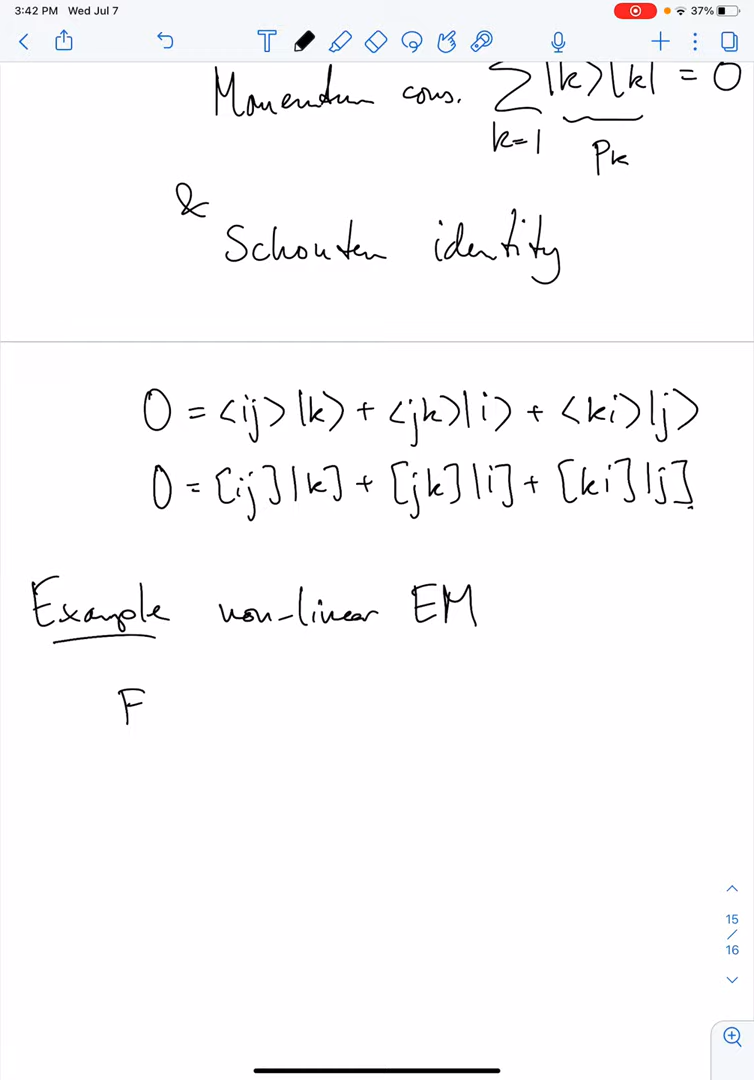 3:42 PM Wed Jul 7
37%
Momentum cons. ∑ |k>[k| = 0
k=1
Pk
&
Schouten identity
0 = <ij>|k> + <jk>|i> + <ki>|j>
0 = [ij]|k] + [jk]|i] + [ki]|j]
Example non-linear EM
F
15
/
16